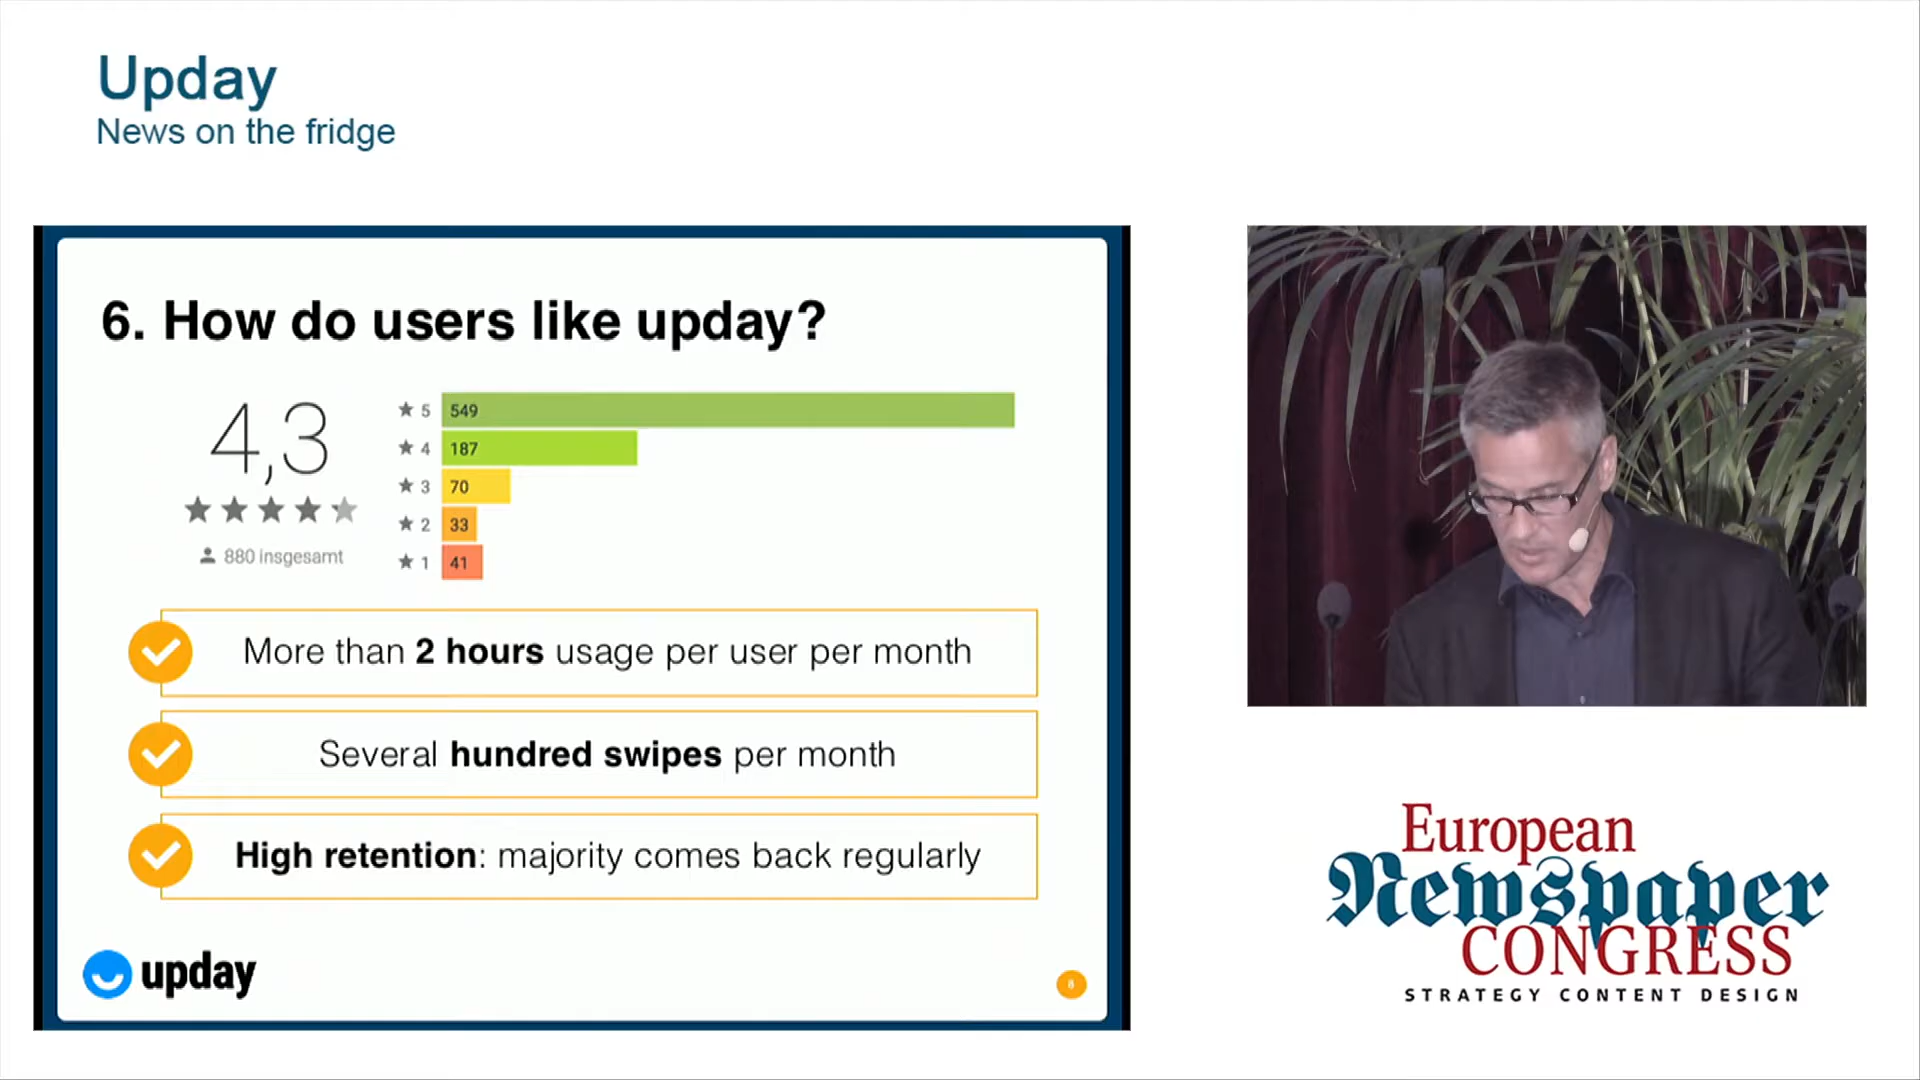 Upday
News on the fridge
6. How do users like upday?
4,3
880 insgesamt
5 549
4 187
3 70
2 33
1 41
More than 2 hours usage per user per month
Several hundred swipes per month
High retention: majority comes back regularly
upday
8
European
Newspaper
CONGRESS
STRATEGY CONTENT DESIGN